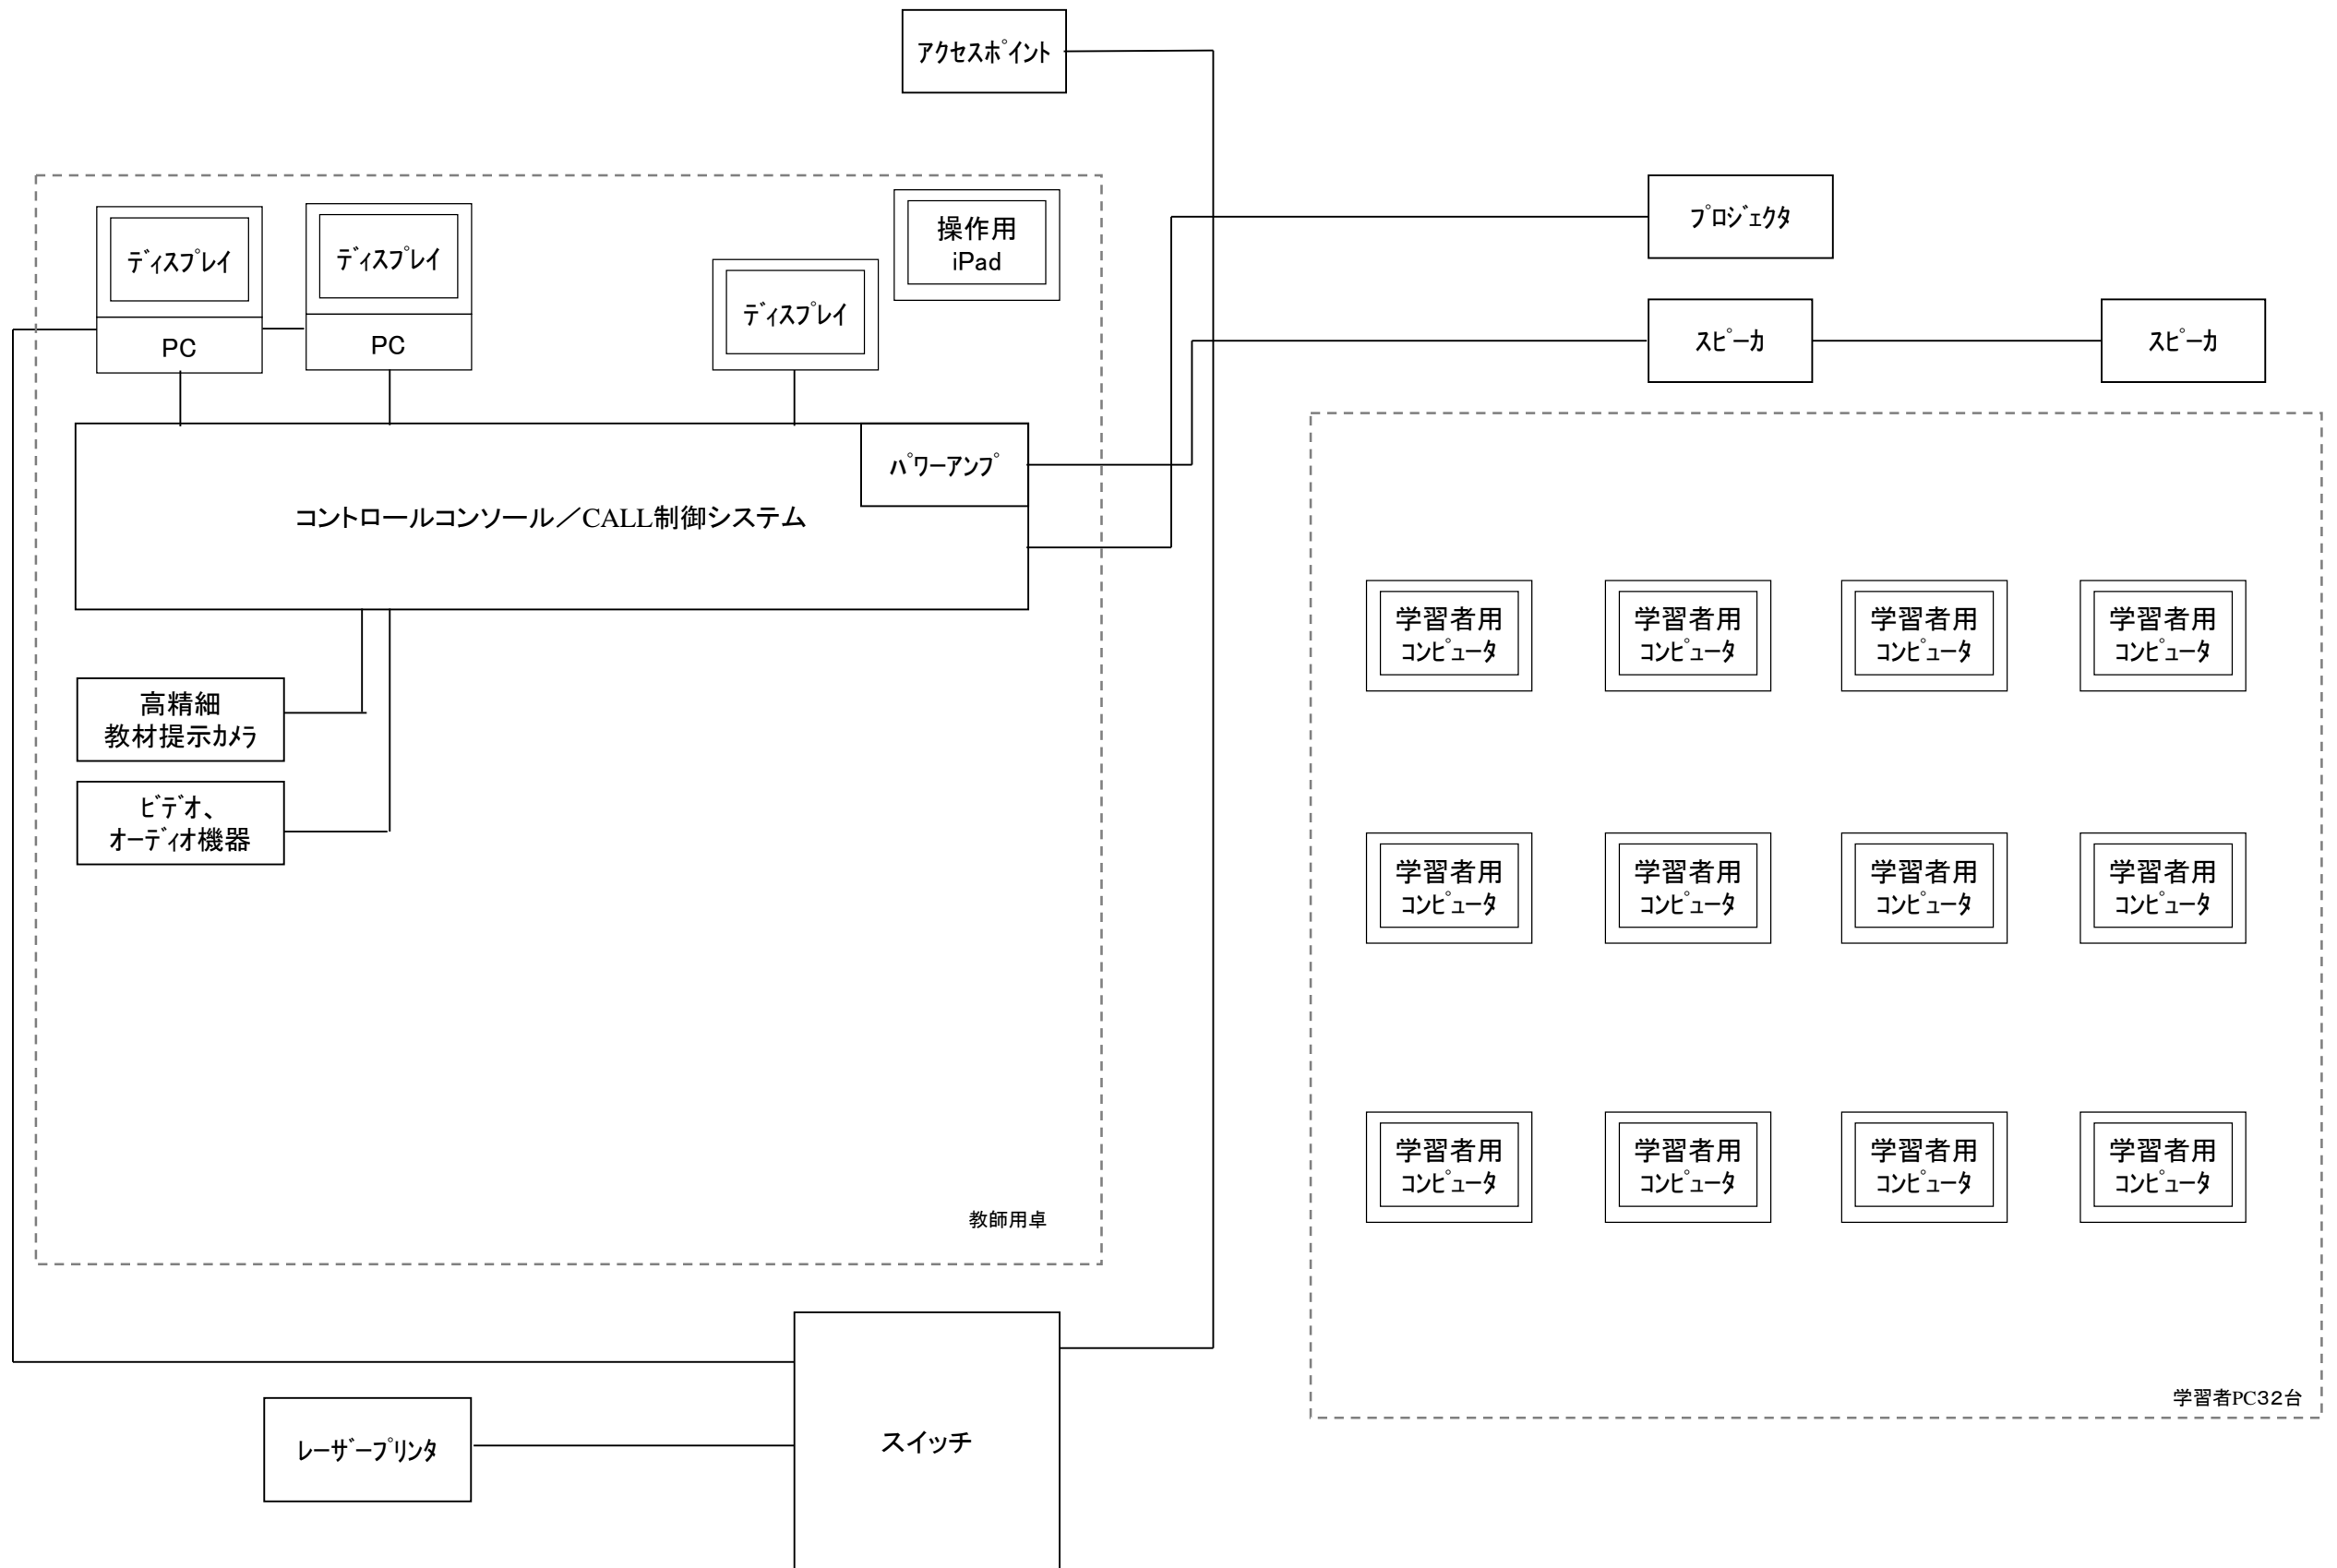 ｱｸｾｽﾎﾟｲﾝﾄ
ﾃﾞｨｽﾌﾟﾚｲ
PC
ﾃﾞｨｽﾌﾟﾚｲ
PC
ﾃﾞｨｽﾌﾟﾚｲ
操作用
iPad
ﾌﾟﾛｼﾞｪｸﾀ
ｽﾋﾟｰｶ
ｽﾋﾟｰｶ
ﾊﾟﾜｰｱﾝﾌﾟ
コントロールコンソール／CALL制御システム
高精細
教材提示ｶﾒﾗ
ﾋﾞﾃﾞｵ、
ｵｰﾃﾞｨｵ機器
教師用卓
学習者用
ｺﾝﾋﾟｭｰﾀ
学習者用
ｺﾝﾋﾟｭｰﾀ
学習者用
ｺﾝﾋﾟｭｰﾀ
学習者用
ｺﾝﾋﾟｭｰﾀ
学習者用
ｺﾝﾋﾟｭｰﾀ
学習者用
ｺﾝﾋﾟｭｰﾀ
学習者用
ｺﾝﾋﾟｭｰﾀ
学習者用
ｺﾝﾋﾟｭｰﾀ
学習者用
ｺﾝﾋﾟｭｰﾀ
学習者用
ｺﾝﾋﾟｭｰﾀ
学習者用
ｺﾝﾋﾟｭｰﾀ
学習者用
ｺﾝﾋﾟｭｰﾀ
学習者PC３２台
ﾚｰｻﾞｰﾌﾟﾘﾝﾀ
スイッチ